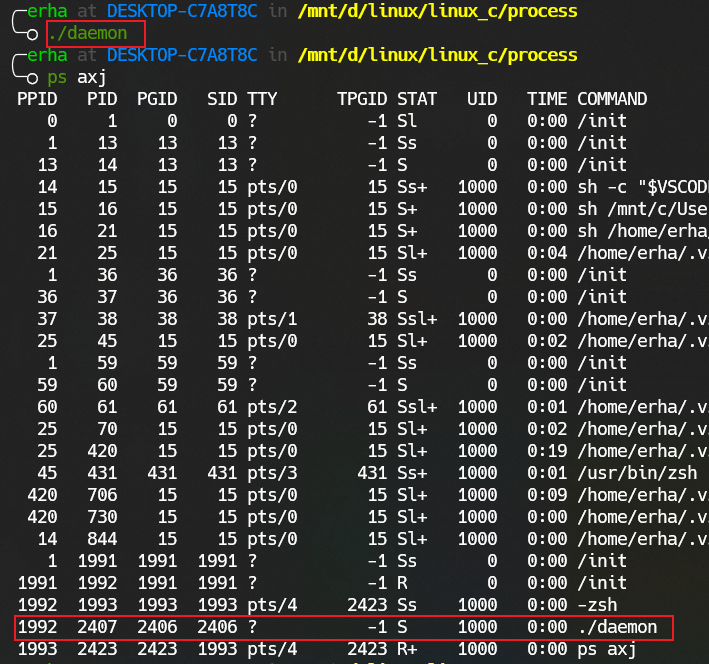 erha at DESKTOP-C7A8T8C in /mnt/d/linux/linux_c/process
./daemon
erha at DESKTOP-C7A8T8C in /mnt/d/linux/linux_c/process
ps axj
PPID PID PGID SID TTY TPGID STAT UID TIME COMMAND
0 1 0 0 ? -1 Sl 0 0:00 /init
1 13 13 13 ? -1 Ss 0 0:00 /init
13 14 13 13 ? -1 S 0 0:00 /init
14 15 15 15 pts/0 15 Ss+ 1000 0:00 sh -c "$VSCOD
15 16 15 15 pts/0 15 S+ 1000 0:00 sh /mnt/c/Use
16 21 15 15 pts/0 15 S+ 1000 0:00 sh /home/erha/
21 25 15 15 pts/0 15 Sl+ 1000 0:04 /home/erha/.v
1 36 36 36 ? -1 Ss 0 0:00 /init
36 37 36 36 ? -1 S 0 0:00 /init
37 38 38 38 pts/1 38 Ssl+ 1000 0:00 /home/erha/.v
25 45 15 15 pts/0 15 Sl+ 1000 0:02 /home/erha/.v
1 59 59 59 ? -1 Ss 0 0:00 /init
59 60 59 59 ? -1 S 0 0:00 /init
60 61 61 61 pts/2 61 Ssl+ 1000 0:01 /home/erha/.v
25 70 15 15 pts/0 15 Sl+ 1000 0:02 /home/erha/.v
25 420 15 15 pts/0 15 Sl+ 1000 0:19 /home/erha/.v
45 431 431 431 pts/3 431 Ss+ 1000 0:01 /usr/bin/zsh
420 706 15 15 pts/0 15 Sl+ 1000 0:09 /home/erha/.v
420 730 15 15 pts/0 15 Sl+ 1000 0:00 /home/erha/.v
14 844 15 15 pts/0 15 Sl+ 1000 0:00 /home/erha/.v
1 1991 1991 1991 ? -1 Ss 0 0:00 /init
1991 1992 1991 1991 ? -1 R 0 0:00 /init
1992 1993 1993 1993 pts/4 2423 Ss 1000 0:00 -zsh
1992 2407 2406 2406 ? -1 S 1000 0:00 ./daemon
1993 2423 2423 1993 pts/4 2423 R+ 1000 0:00 ps axj